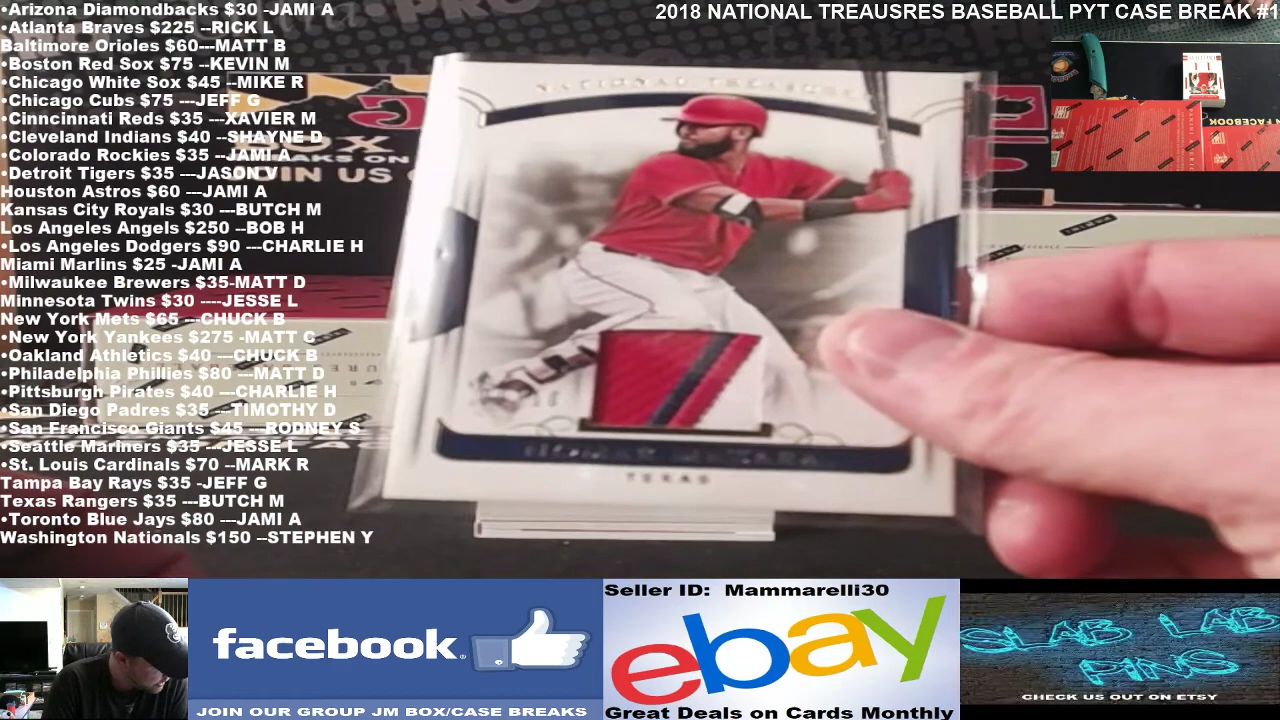 •Arizona Diamondbacks $30 -JAMI A
•Atlanta Braves $225 --RICK L
Baltimore Orioles $60---MATT B
•Boston Red Sox $75 --KEVIN M
•Chicago White Sox $45 --MIKE R
•Chicago Cubs $75 ---JEFF G
•Cinncincinati Reds $35 ---XAVIER M
•Cleveland Indians $40 --SHAYNE D
•Colorado Rockies $35 --JAMI A
•Detroit Tigers $35 ---JASON V
Houston Astros $60 ---JAMI A
Kansas City Royals $30 ---BUTCH M
Los Angeles Angels $250 --BOB H
•Los Angeles Dodgers $90 ---CHARLIE H
Miami Marlins $25 -JAMI A
•Milwaukee Brewers $35-MATT D
Minnesota Twins $30 ----JESSE L
New York Mets $65 ---CHUCK B
•New York Yankees $275 -MATT C
•Oakland Athletics $40 ---CHUCK B
•Philadelphia Phillies $80 --MATT D
•Pittsburgh Pirates $40 ---CHARLIE H
•San Diego Padres $35 ---TIMOTHY D
•San Francisco Giants $45 ---RODNEY S
•Seattle Mariners $35 ---JESSE L
•St. Louis Cardinals $70 --MARK R
Tampa Bay Rays $35 -JEFF G
Texas Rangers $35 ---BUTCH M
•Toronto Blue Jays $80 ---JAMI A
Washington Nationals $150 --STEPHEN Y
2018 NATIONAL TREAUSRES BASEBALL PYT CASE BREAK #1
NATIONAL TREASURES
NOMAR MAZARA
TEXAS
facebook
JOIN OUR GROUP JM BOX/CASE BREAKS
Seller ID: Mammarelli30
ebay
Great Deals on Cards Monthly
SLAB LAB
PINS
CHECK US OUT ON ETSY